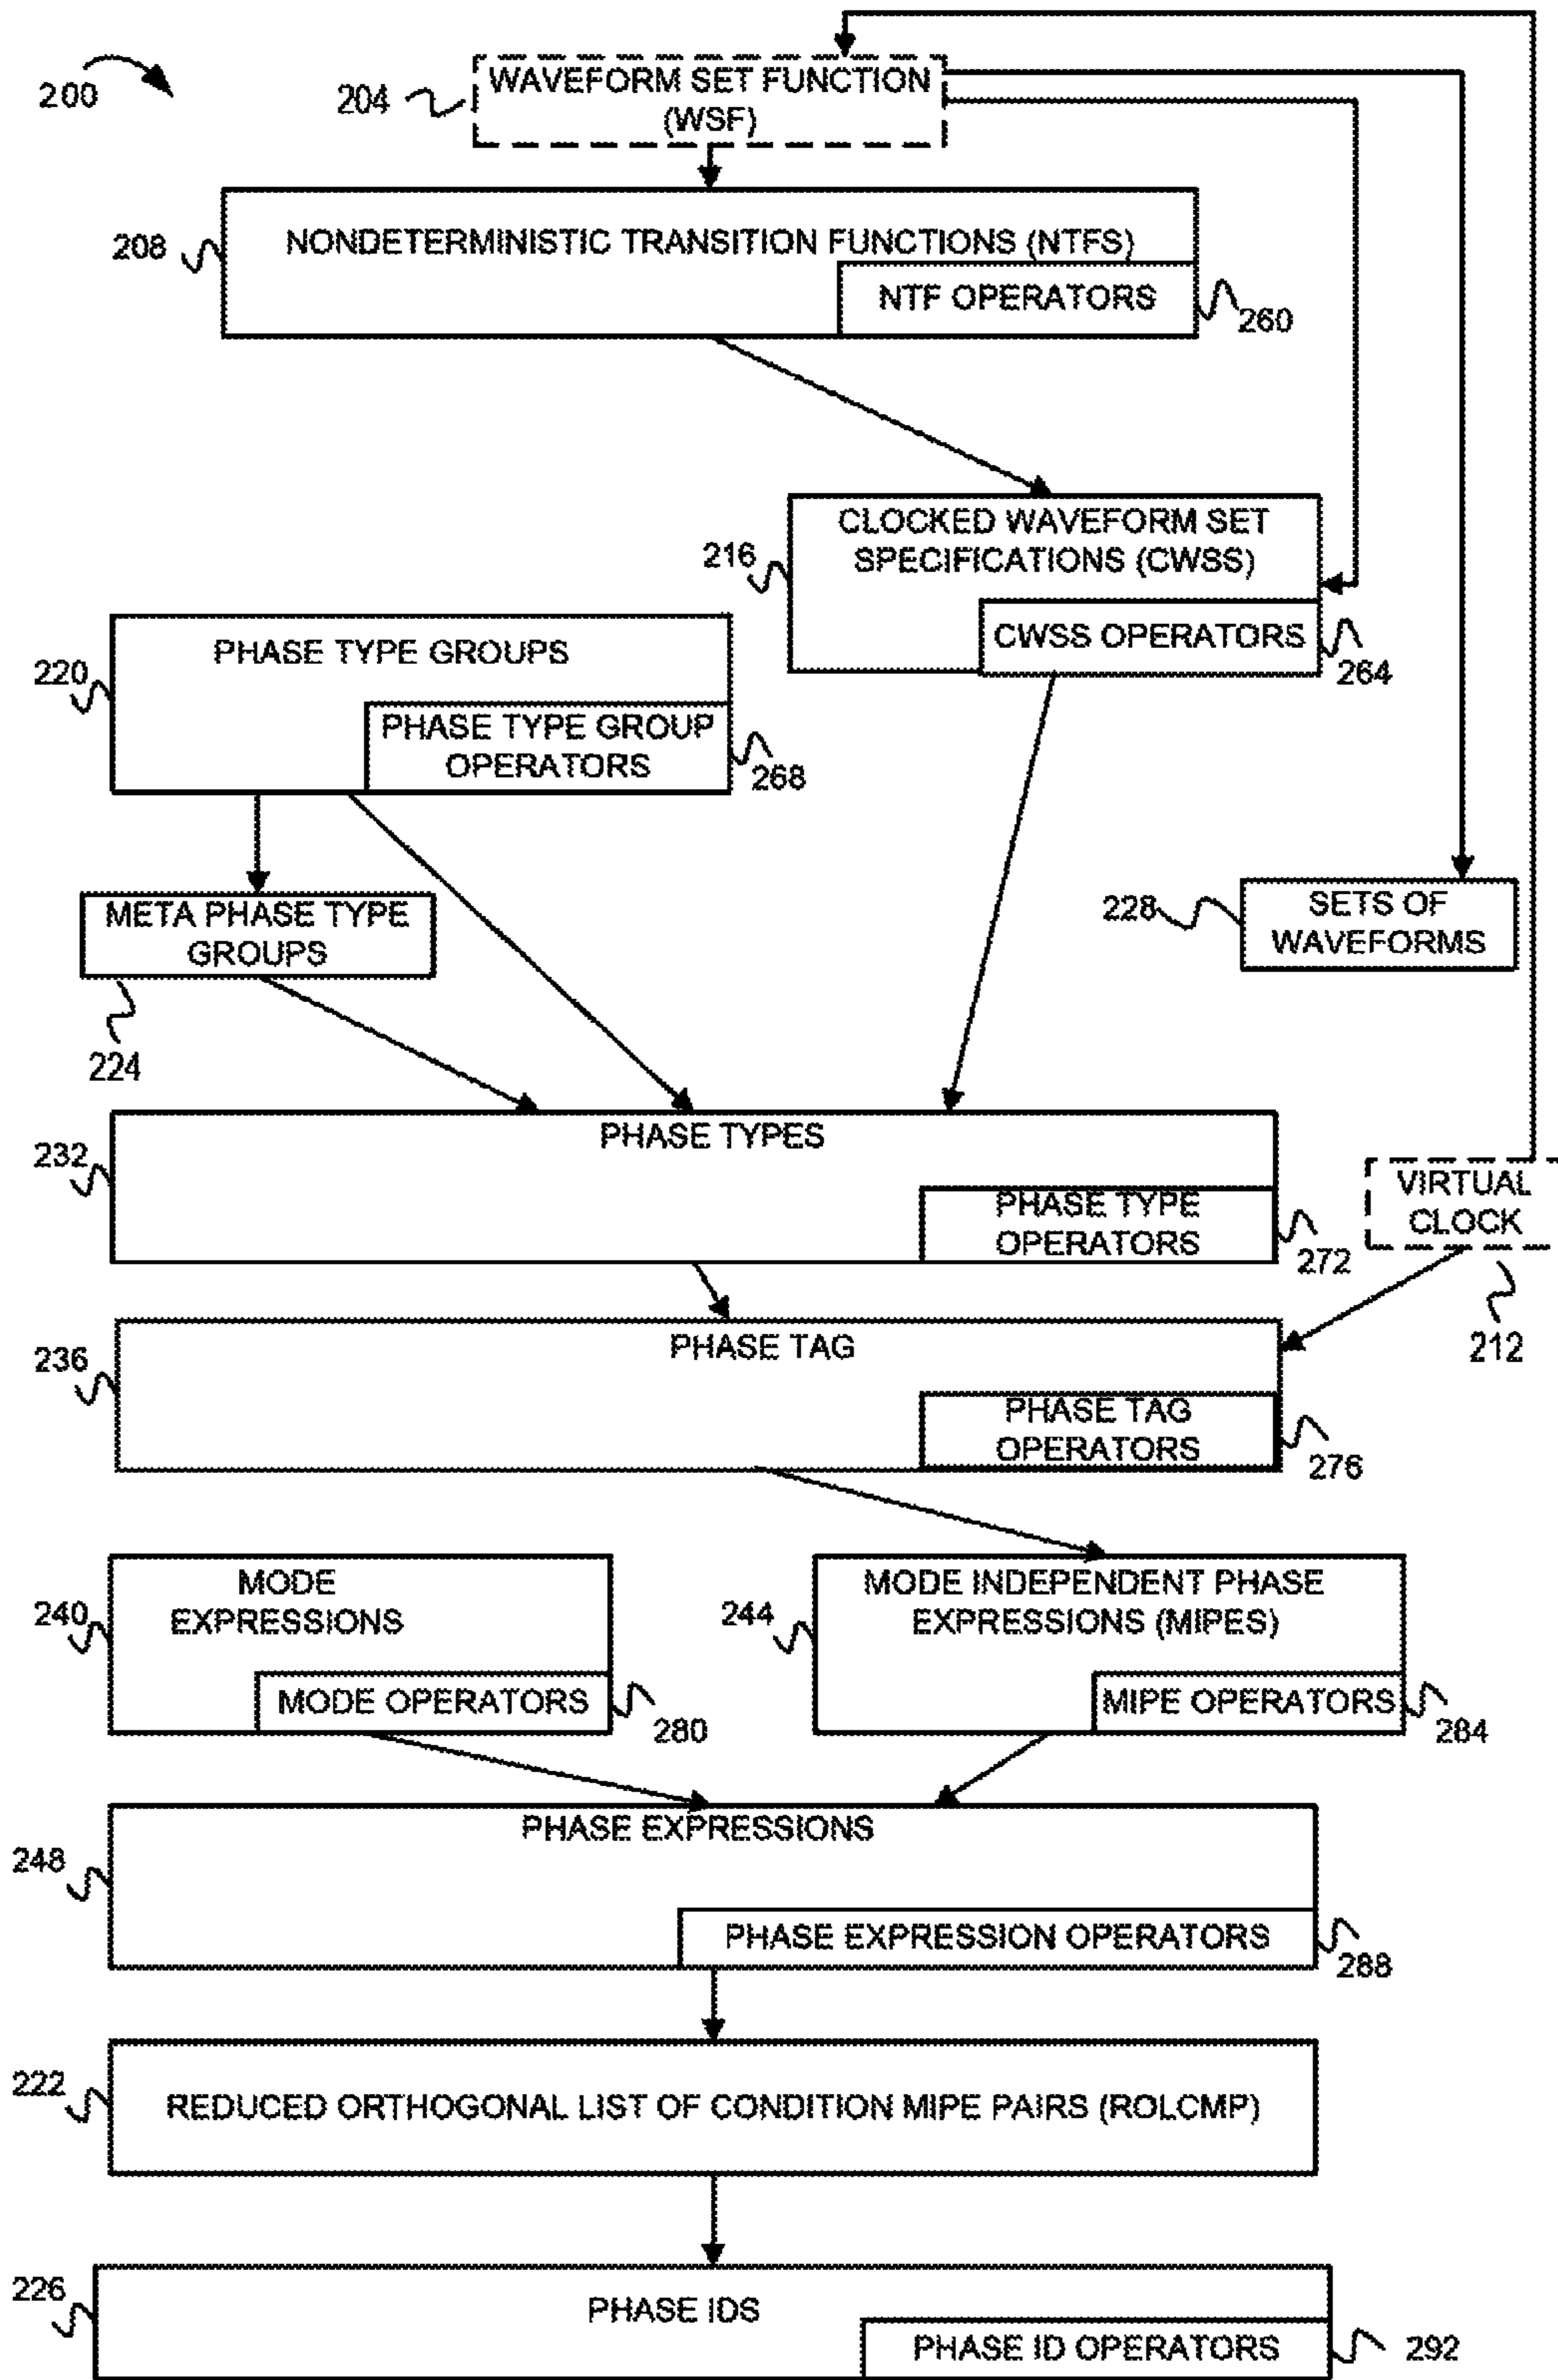 200
204
WAVEFORM SET FUNCTION
(WSF)
208
NONDETERMINISTIC TRANSITION FUNCTIONS (NTFS)
NTF OPERATORS
260
216
CLOCKED WAVEFORM SET
SPECIFICATIONS (CWSS)
CWSS OPERATORS
264
220
PHASE TYPE GROUPS
PHASE TYPE GROUP
OPERATORS
268
META PHASE TYPE
GROUPS
224
228
SETS OF
WAVEFORMS
232
PHASE TYPES
PHASE TYPE
OPERATORS
272
VIRTUAL
CLOCK
212
236
PHASE TAG
PHASE TAG
OPERATORS
276
240
MODE
EXPRESSIONS
MODE OPERATORS
280
244
MODE INDEPENDENT PHASE
EXPRESSIONS (MIPES)
MIPE OPERATORS
284
248
PHASE EXPRESSIONS
PHASE EXPRESSION OPERATORS
288
222
REDUCED ORTHOGONAL LIST OF CONDITION MIPE PAIRS (ROLCMP)
226
PHASE IDS
PHASE ID OPERATORS
292